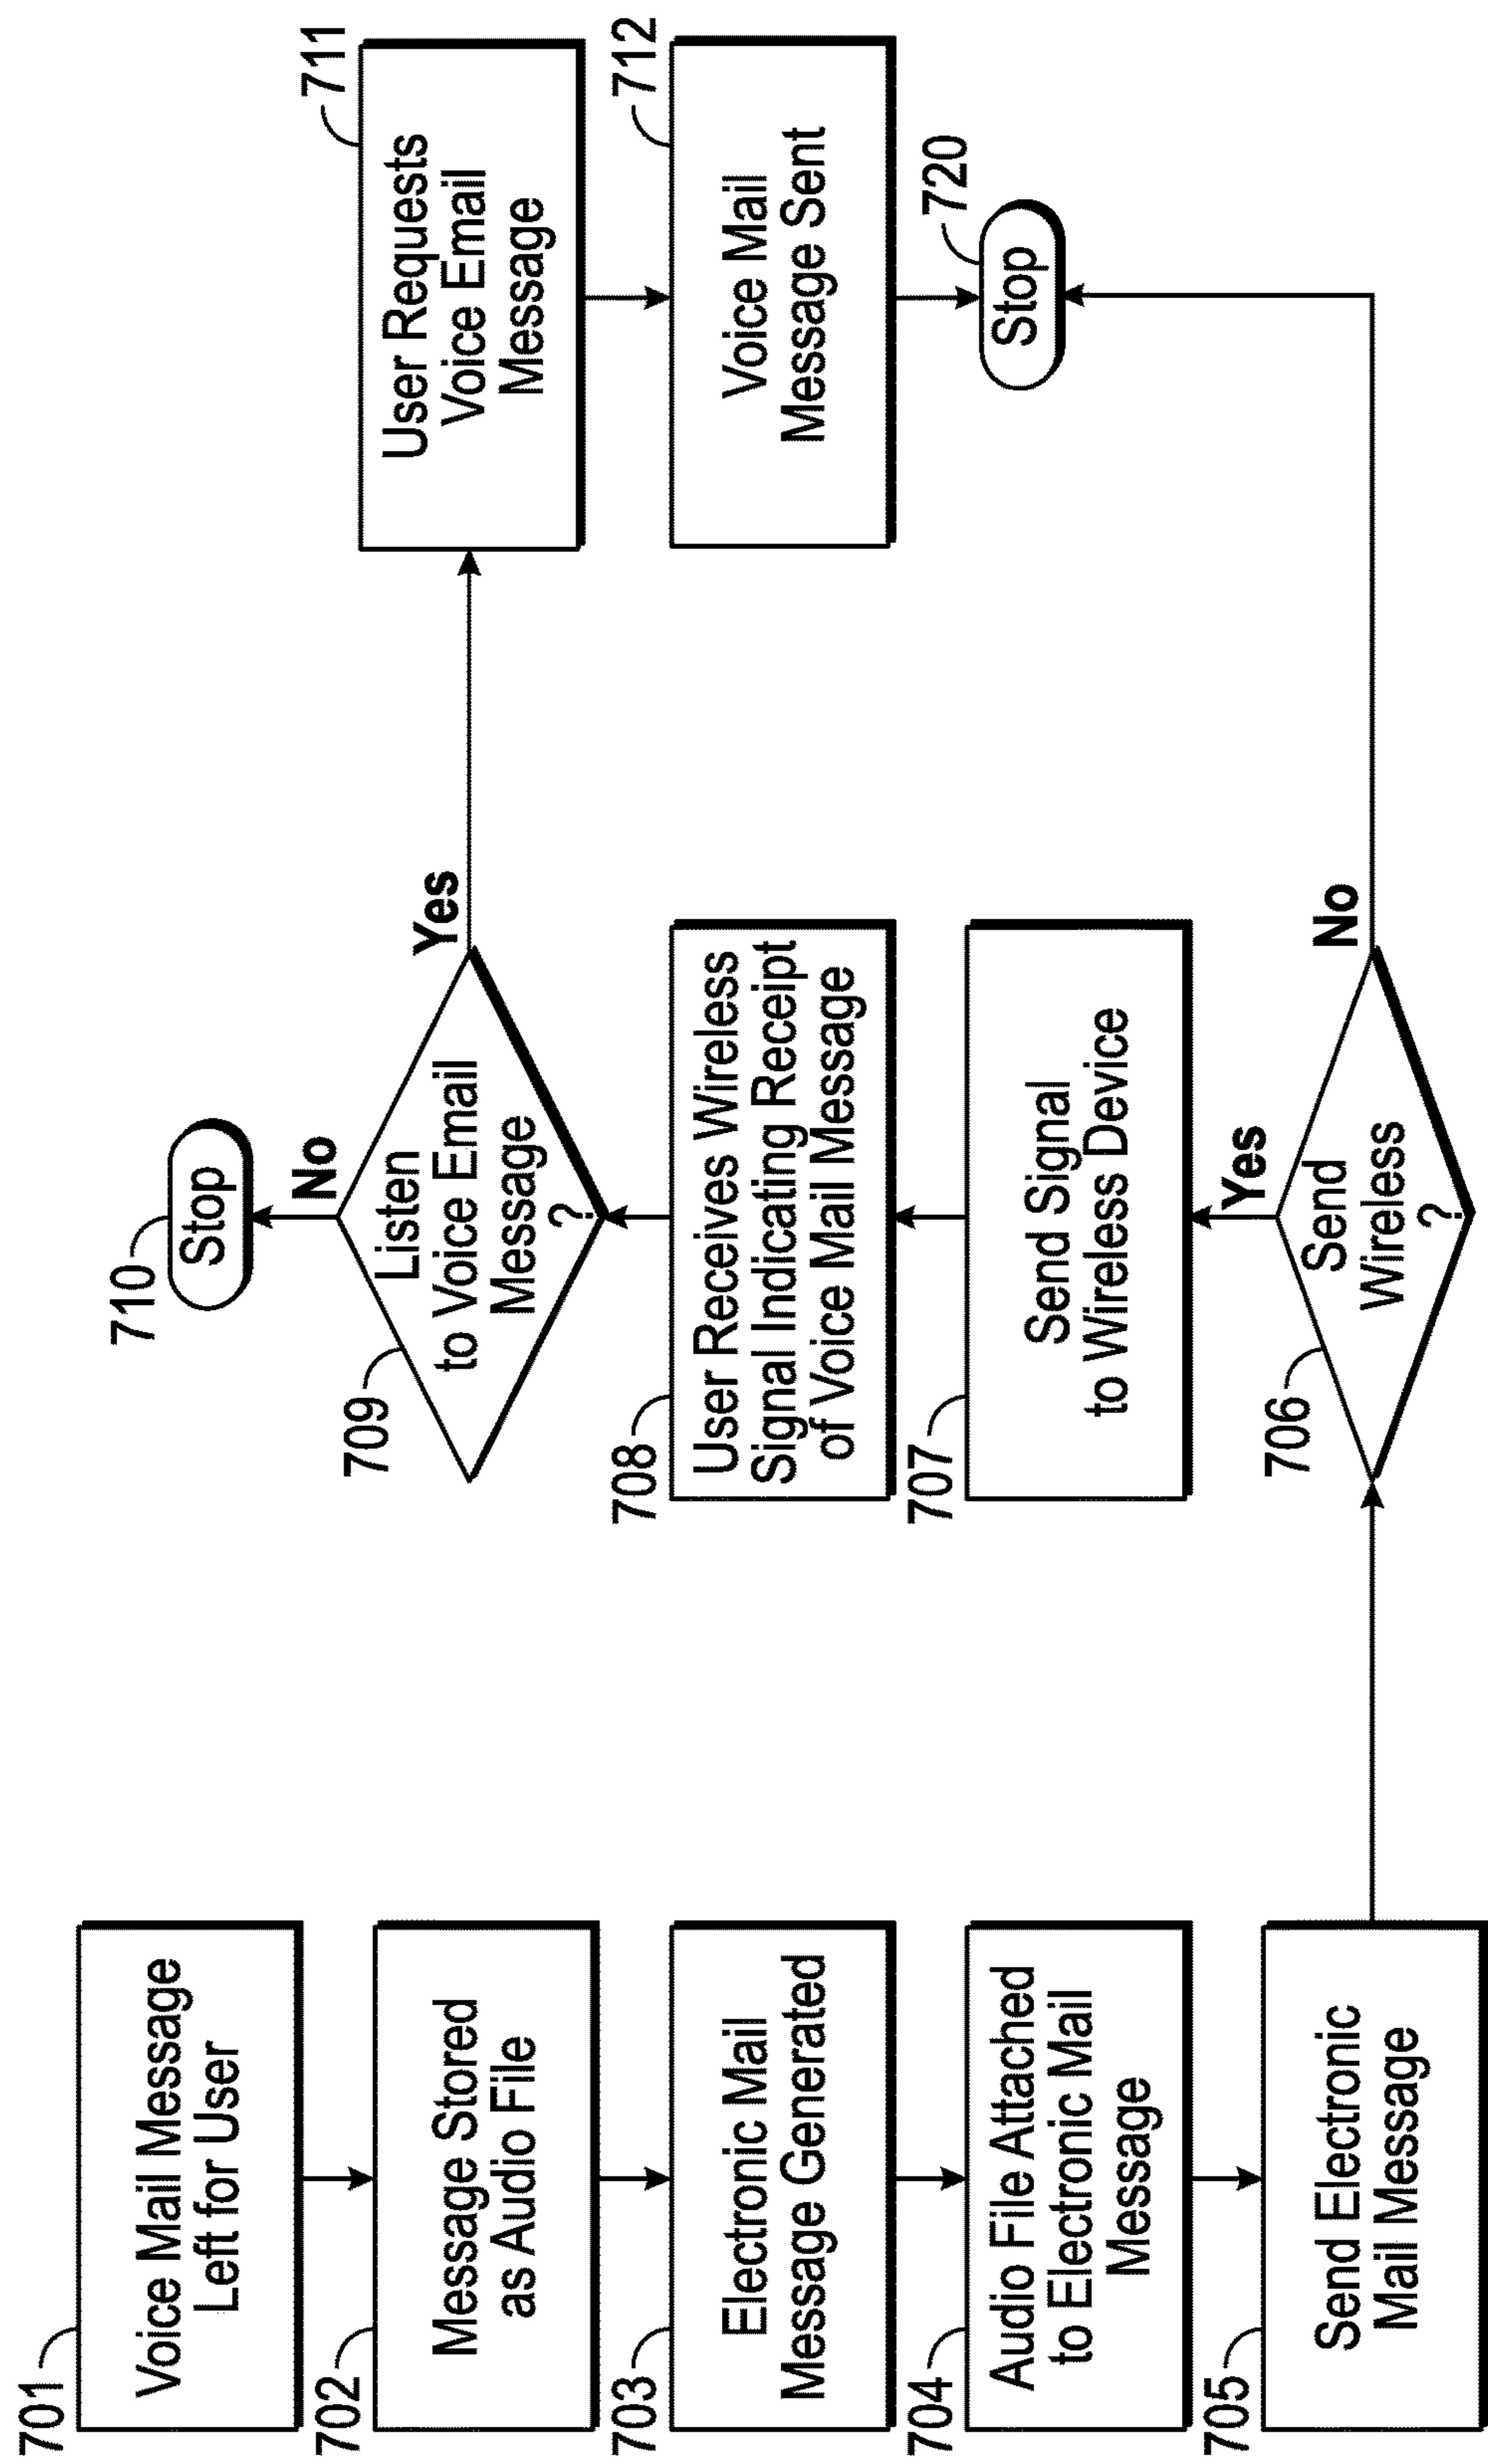 701
Voice Mail Message
Left for User
702
Message Stored
as Audio File
703
Electronic Mail
Message Generated
704
Audio File Attached
to Electronic Mail
Message
705
Send Electronic
Mail Message
706
Send
Wireless
?
Yes
No
707
Send Signal
to Wireless Device
708
User Receives Wireless
Signal Indicating Receipt
of Voice Mail Message
709
Listen
to Voice Email
Message
?
No
Yes
710
Stop
711
User Requests
Voice Email
Message
712
Voice Mail
Message Sent
720
Stop